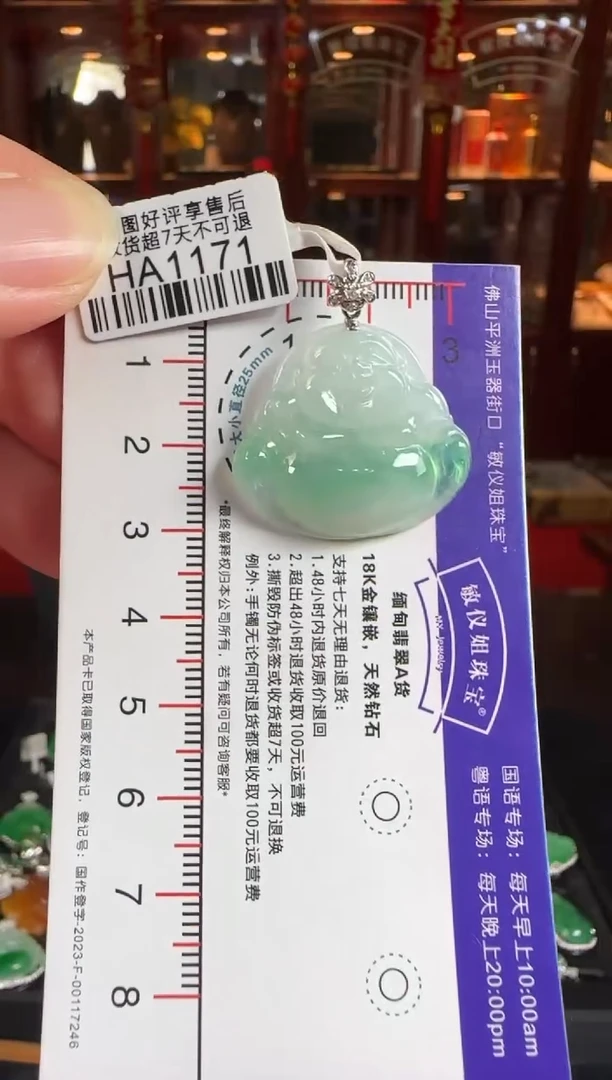 图好评享售后
货超7天不可退
HA1171
直径25mm
3
1
2
3
4
5
6
7
8
佛山平洲玉器街口“敏仪姐珠宝”
敏仪姐珠宝®
国语专场：每天早上10:00am
粤语专场：每天晚上20:00pm
缅甸翡翠A货
18K金镶嵌，天然钻石
支持七天无理由退货：
1.48小时内退货原价退回
2.超出48小时退货收取100元运营费
3.撕毁防伪标签或收货超7天，不可退换
例外:手镯无论何时退货都要收取100元运营费
*最终解释权归本公司所有，若有疑问可咨询客服*
本产品卡已取得国家版权登记，登记号：国作登字-2023-F-00117246